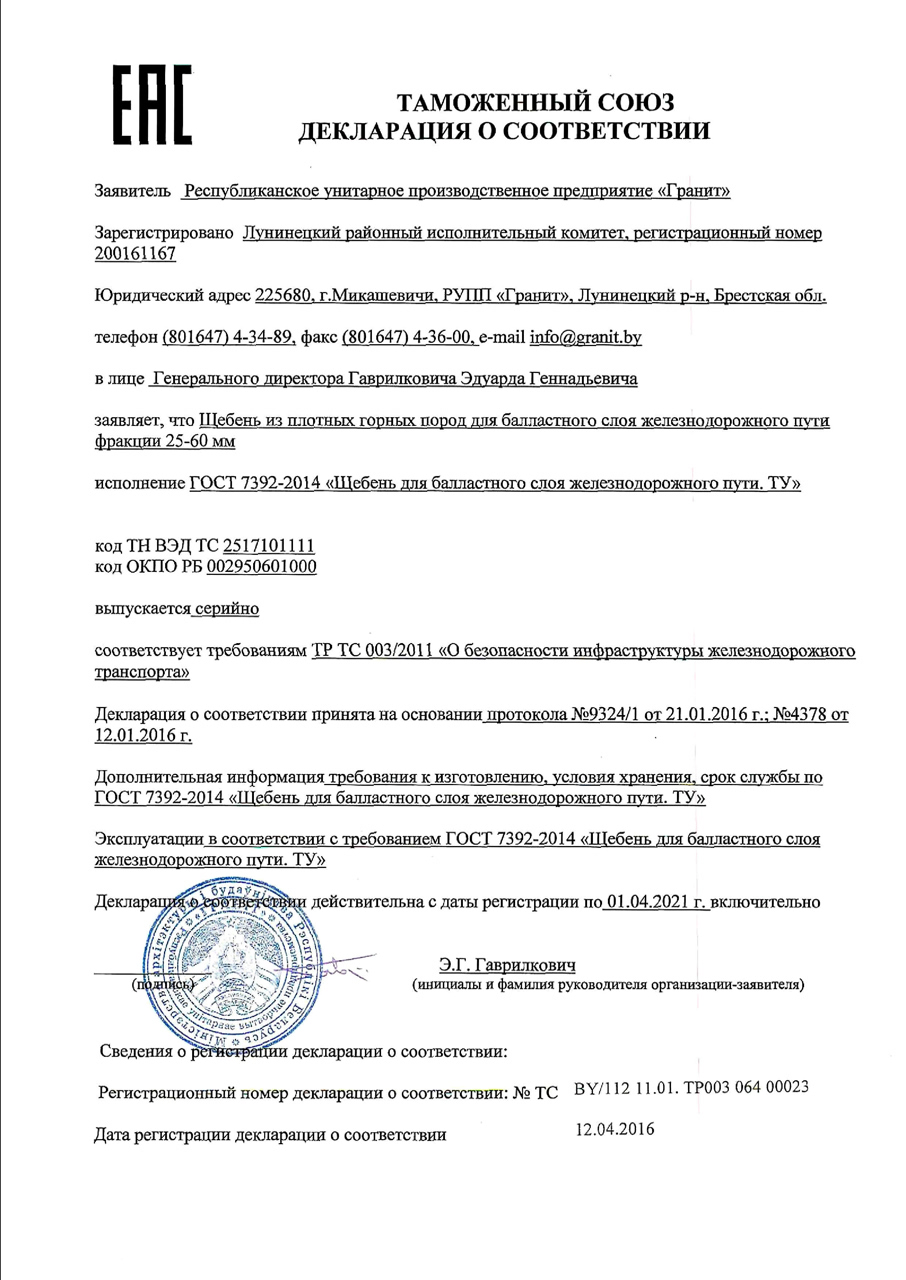 ЕАС
ТАМОЖЕННЫЙ СОЮЗ
ДЕКЛАРАЦИЯ О СООТВЕТСТВИИ
Заявитель Республиканское унитарное производственное предприятие «Гранит»
Зарегистрировано Лунинецкий районный исполнительный комитет, регистрационный номер
200161167
Юридический адрес 225680, г.Микашевичи, РУПП «Гранит», Лунинецкий р-н, Брестская обл.
телефон (801647) 4-34-89, факс (801647) 4-36-00, e-mail info@granit.by
в лице Генерального директора Гаврилковича Эдуарда Геннадьевича
заявляет, что Щебень из плотных горных пород для балластного слоя железнодорожного пути
фракции 25-60 мм
исполнение ГОСТ 7392-2014 «Щебень для балластного слоя железнодорожного пути. ТУ»
код ТН ВЭД ТС 2517101111
код ОКПО РБ 002950601000
выпускается серийно
соответствует требованиям ТР ТС 003/2011 «О безопасности инфраструктуры железнодорожного
транспорта»
Декларация о соответствии принята на основании протокола №9324/1 от 21.01.2016 г.; №4378 от
12.01.2016 г.
Дополнительная информация требования к изготовлению, условия хранения, срок службы по
ГОСТ 7392-2014 «Щебень для балластного слоя железнодорожного пути. ТУ»
Эксплуатации в соответствии с требованием ГОСТ 7392-2014 «Щебень для балластного слоя
железнодорожного пути. ТУ»
Декларация о соответствии действительна с даты регистрации по 01.04.2021 г. включительно
Міністэрства архітэктуры і будаўніцтва Рэспублікі Беларусь
Э.Г. Гаврилкович
(подпись) (инициалы и фамилия руководителя организации-заявителя)
Сведения о регистрации декларации о соответствии:
Регистрационный номер декларации о соответствии: № ТС BY/112 11.01. ТР003 064 00023
Дата регистрации декларации о соответствии 12.04.2016